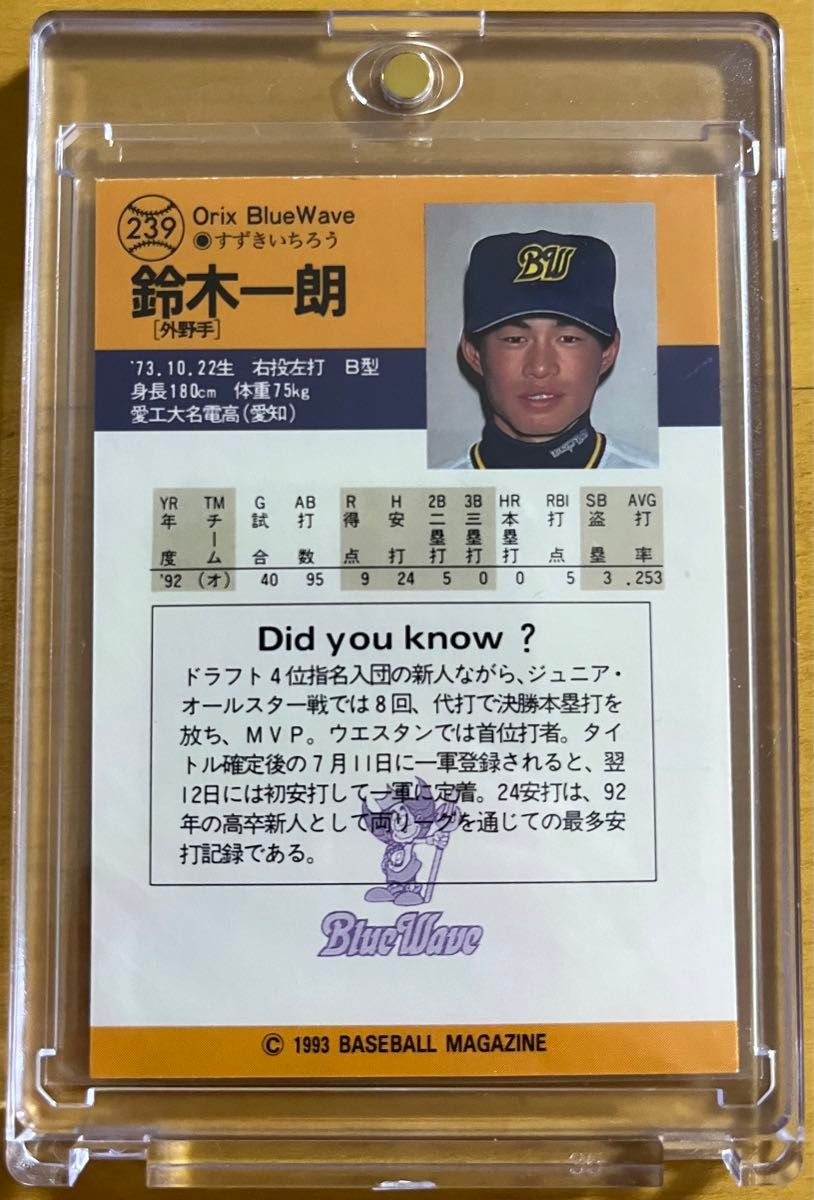 239
Orix BlueWave
◉すずきいちろう
鈴木一朗
[外野手]
BW
'73.10.22生 右投左打 B型
身長180cm 体重75kg
愛工大名電高(愛知)
YR TM G AB R H 2B 3B HR RBI SB AVG
年度 チーム 試合 打数 得点 安打 二塁打 三塁打 本塁打 打点 盗塁 打率
'92 (オ) 40 95 9 24 5 0 0 5 3 .253
Did you know ?
ドラフト4位指名入団の新人ながら、ジュニア・
オールスター戦では8回、代打で決勝本塁打を
放ち、MVP。ウエスタンでは首位打者。タイ
トル確定後の7月11日に一軍登録されると、翌
12日には初安打して一軍に定着。24安打は、92
年の高卒新人として両リーグを通じての最多安
打記録である。
BlueWave
© 1993 BASEBALL MAGAZINE